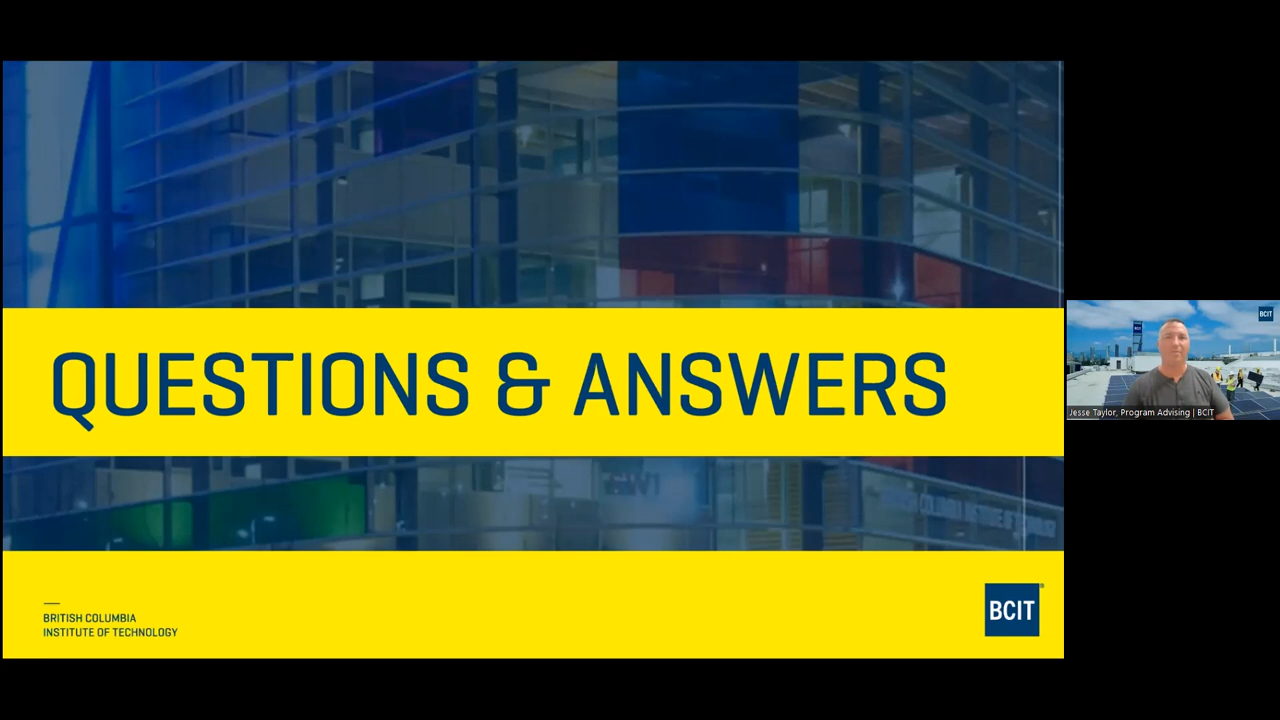 QUESTIONS & ANSWERS
BRITISH COLUMBIA
INSTITUTE OF TECHNOLOGY
BCIT
BCIT
Jesse Taylor, Program Advising | BCIT